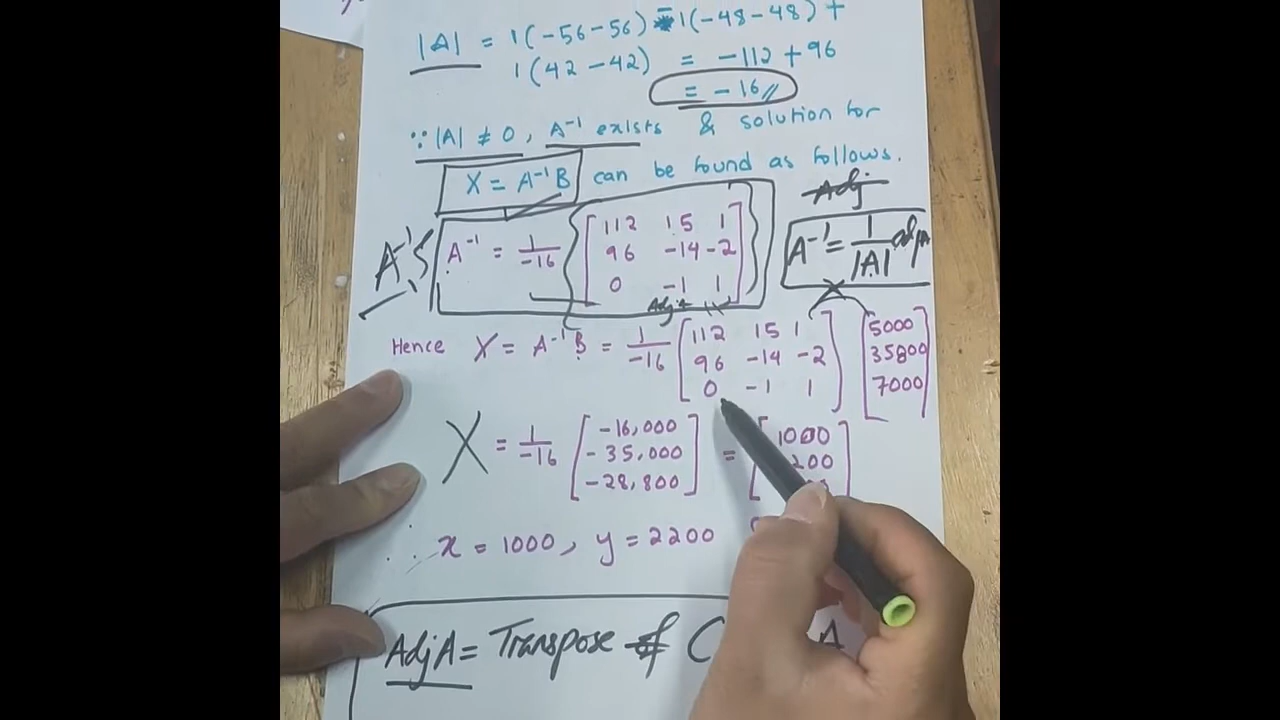 |A| = 1(-56-56) - 1(-48-48) +
1(42-42) = -112 + 96
= -16 //
∵ |A| ≠ 0, A⁻¹ exists & solution for
X = A⁻¹B can be found as follows.
Adj
A⁻¹ = 1/|A|
A⁻¹
A⁻¹ = 1/-16 [112 15 1
96 -14 -2
0 -1 1]
Adj A
Hence X = A⁻¹B = 1/-16 [112 15 1 [5000
96 -14 -2 35800
0 -1 1] 7000]
X = 1/-16 [-16,000 = [1000
-35,000 200
-28,800]
∴ x = 1000, y = 2200
Adj A = Transpose of C A